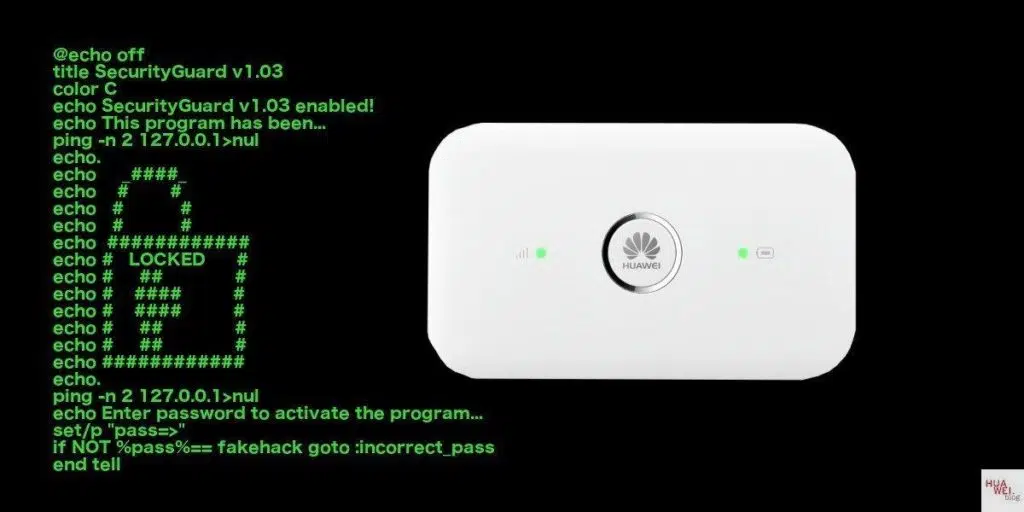 @echo off
title SecurityGuard v1.03
color C
echo SecurityGuard v1.03 enabled!
echo This program has been...
ping -n 2 127.0.0.1>nul
echo.
echo    _####_
echo   #       #
echo  #          #
echo  #          #
echo ############
echo #   LOCKED     #
echo #     ##            #
echo #    ####         #
echo #    ####         #
echo #     ##            #
echo #     ##            #
echo ############
echo.
ping -n 2 127.0.0.1>nul
echo Enter password to activate the program...
set/p "pass=>"
if NOT %pass%== fakehack goto :incorrect_pass
end tell
HUAWEI
HUA
WEI.
blog